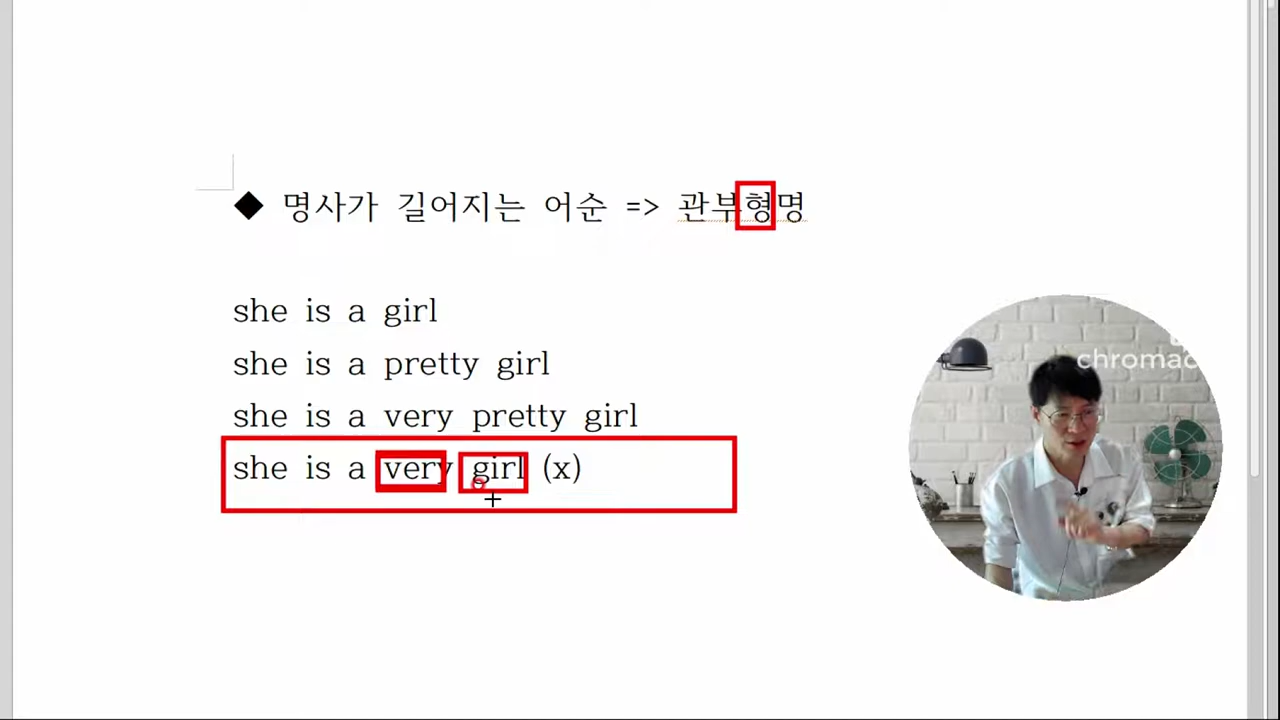 ◆ 명사가 길어지는 어순 => 관부형명
she is a girl
she is a pretty girl
she is a very pretty girl
she is a very girl (x)